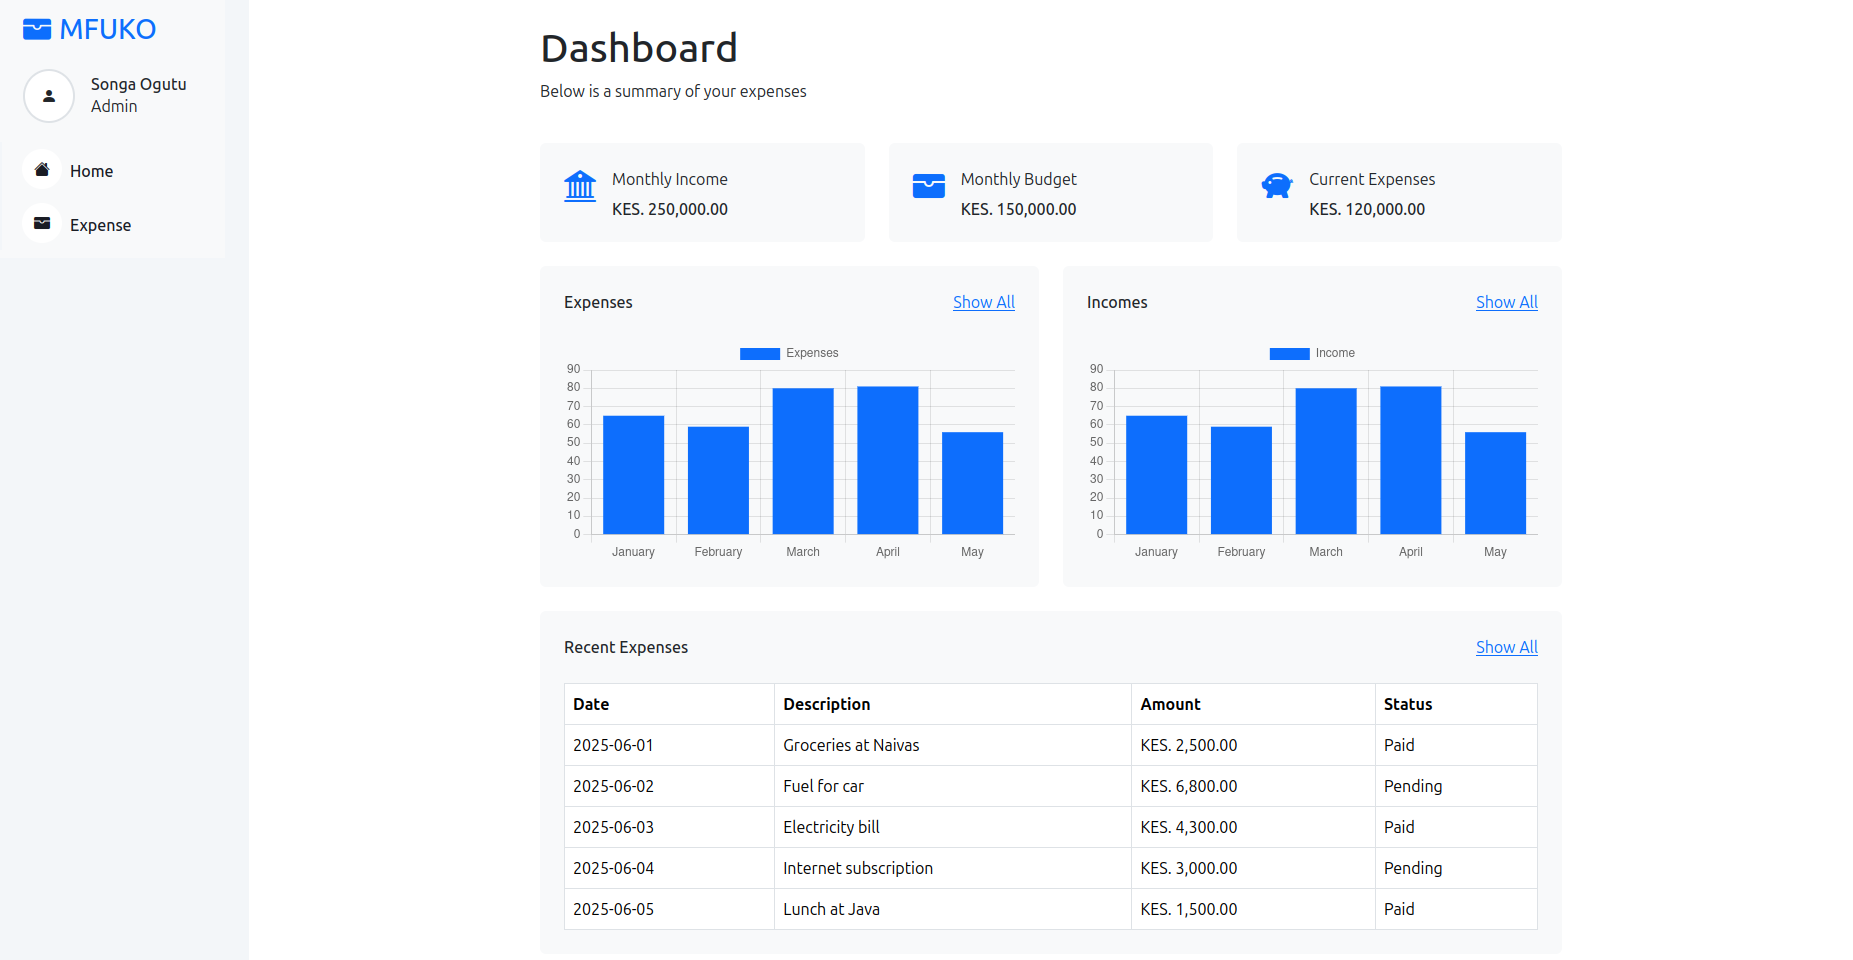 MFUKO
Songa Ogutu
Admin
Home
Expense
Dashboard
Below is a summary of your expenses
Monthly Income
KES. 250,000.00
Monthly Budget
KES. 150,000.00
Current Expenses
KES. 120,000.00
Expenses Show All
Expenses
90
80
70
60
50
40
30
20
10
0
January February March April May
Incomes Show All
Income
90
80
70
60
50
40
30
20
10
0
January February March April May
Recent Expenses Show All
Date Description Amount Status
2025-06-01 Groceries at Naivas KES. 2,500.00 Paid
2025-06-02 Fuel for car KES. 6,800.00 Pending
2025-06-03 Electricity bill KES. 4,300.00 Paid
2025-06-04 Internet subscription KES. 3,000.00 Pending
2025-06-05 Lunch at Java KES. 1,500.00 Paid